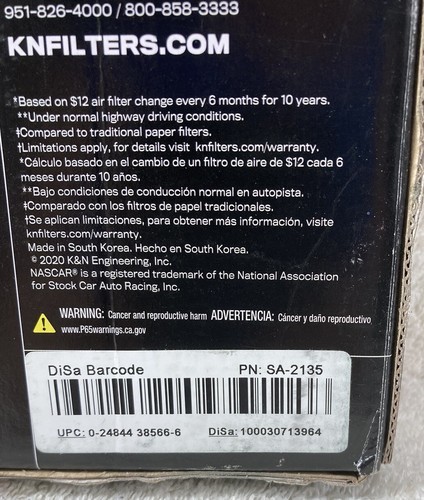 951-826-4000 / 800-858-3333
KNFILTERS.COM
*Based on $12 air filter change every 6 months for 10 years.
**Under normal highway driving conditions.
‡Compared to traditional paper filters.
†Limitations apply, for details visit knfilters.com/warranty.
*Cálculo basado en el cambio de un filtro de aire de $12 cada 6
meses durante 10 años.
**Bajo condiciones de conducción normal en autopista.
‡Comparado con los filtros de papel tradicionales.
†Se aplican limitaciones, para obtener más información, visite
knfilters.com/warranty.
Made in South Korea. Hecho en South Korea.
© 2020 K&N Engineering, Inc.
NASCAR® is a registered trademark of the National Association
for Stock Car Auto Racing, Inc.
WARNING: Cancer and reproductive harm ADVERTENCIA: Cáncer y daño reproductivo
www.P65warnings.ca.gov
DiSa Barcode PN: SA-2135
UPC: 0-24844 38566-6 DiSa: 100030713964